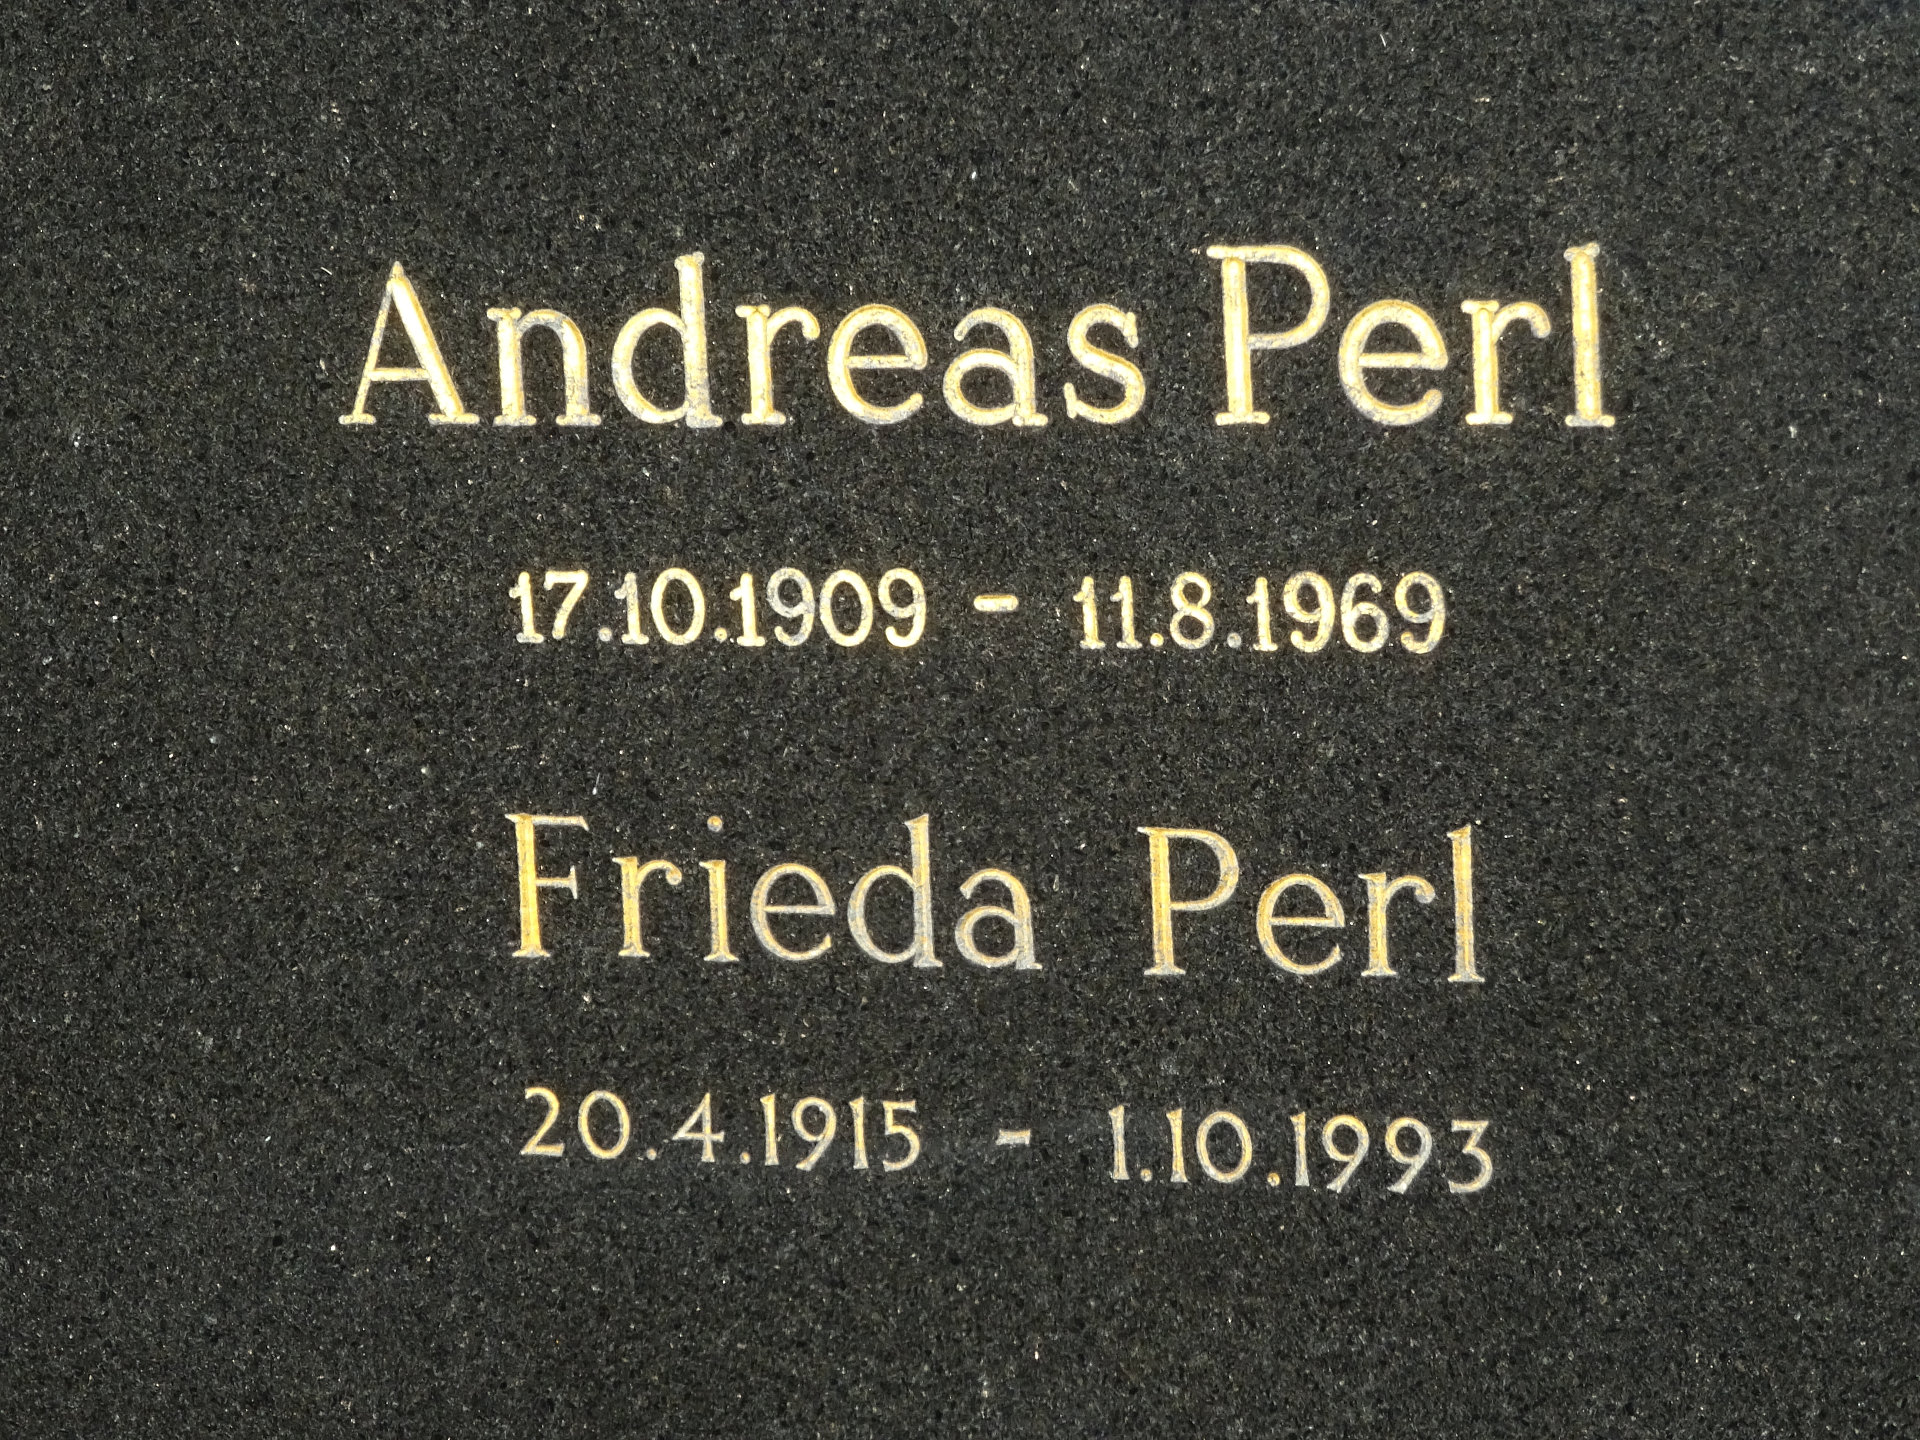 Andreas Perl
17.10.1909 - 11.8.1969
Frieda Perl
20.4.1915 - 1.10.1993